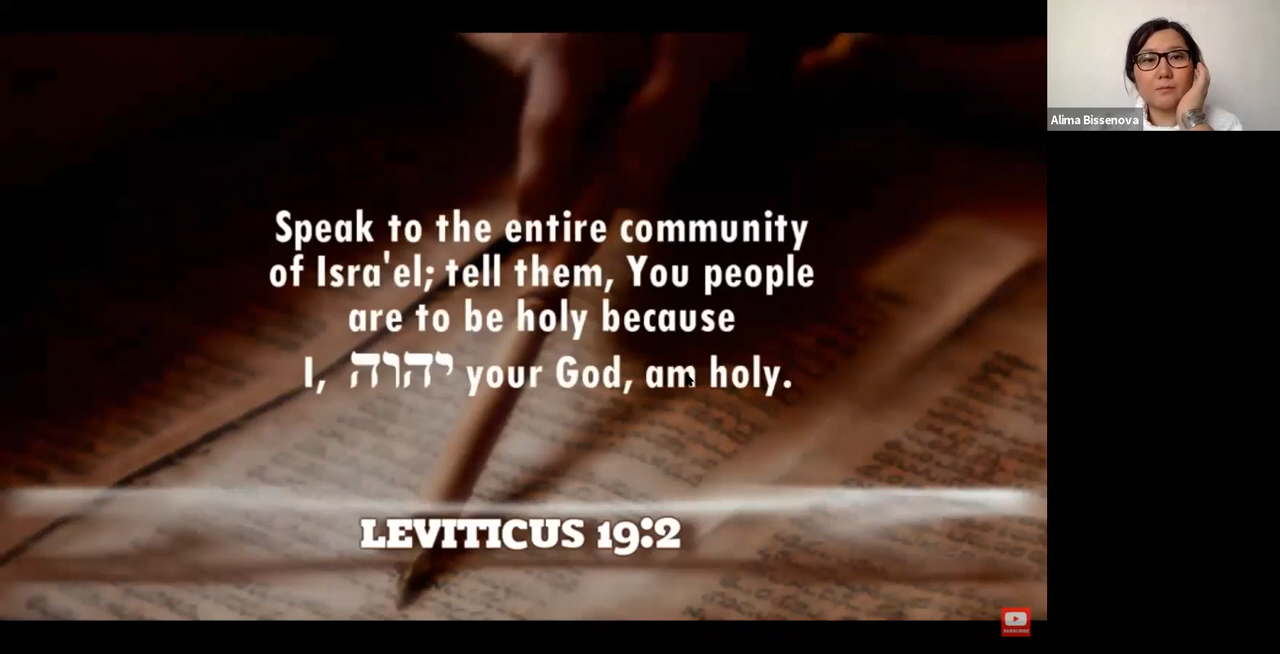 Speak to the entire community
of Isra'el; tell them, You people
are to be holy because
I, יהוה your God, am holy.
LEVITICUS 19:2
Alima Bissenova
SUBSCRIBE